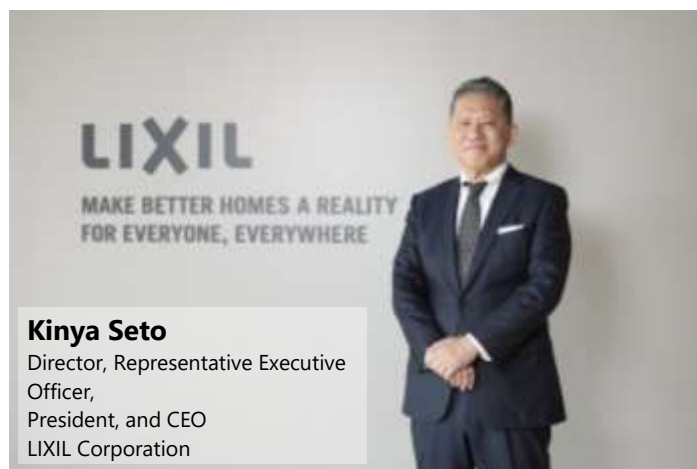 LIXIL
MAKE BETTER HOMES A REALITY
FOR EVERYONE, EVERYWHERE
Kinya Seto
Director, Representative Executive
Officer,
President, and CEO
LIXIL Corporation